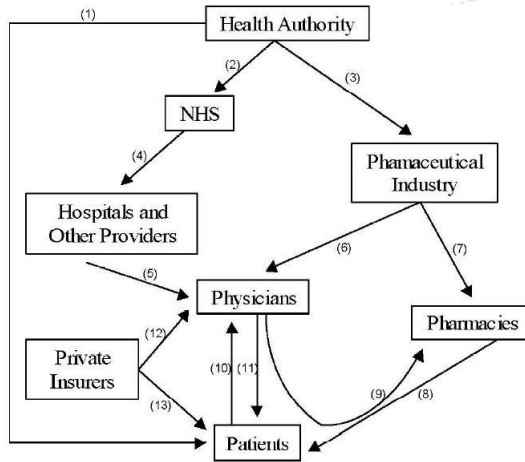 (1)
Health Authority
(2)
(3)
NHS
(4)
Phamaceutical
Industry
Hospitals and
Other Providers
(5)
(6)
(7)
Physicians
Pharmacies
(12)
Private
Insurers
(10)
(11)
(9)
(8)
(13)
Patients